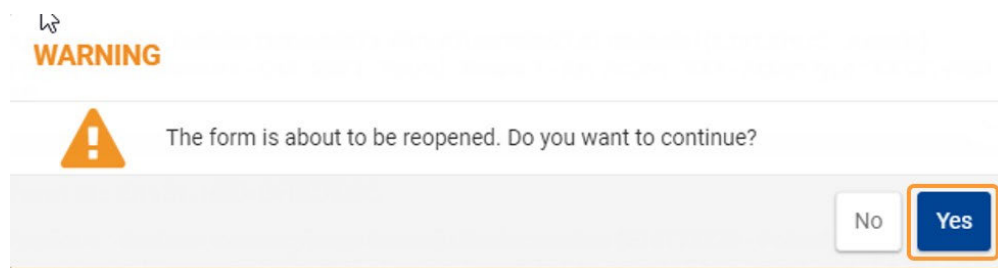 WARNING
The form is about to be reopened. Do you want to continue?
No
Yes